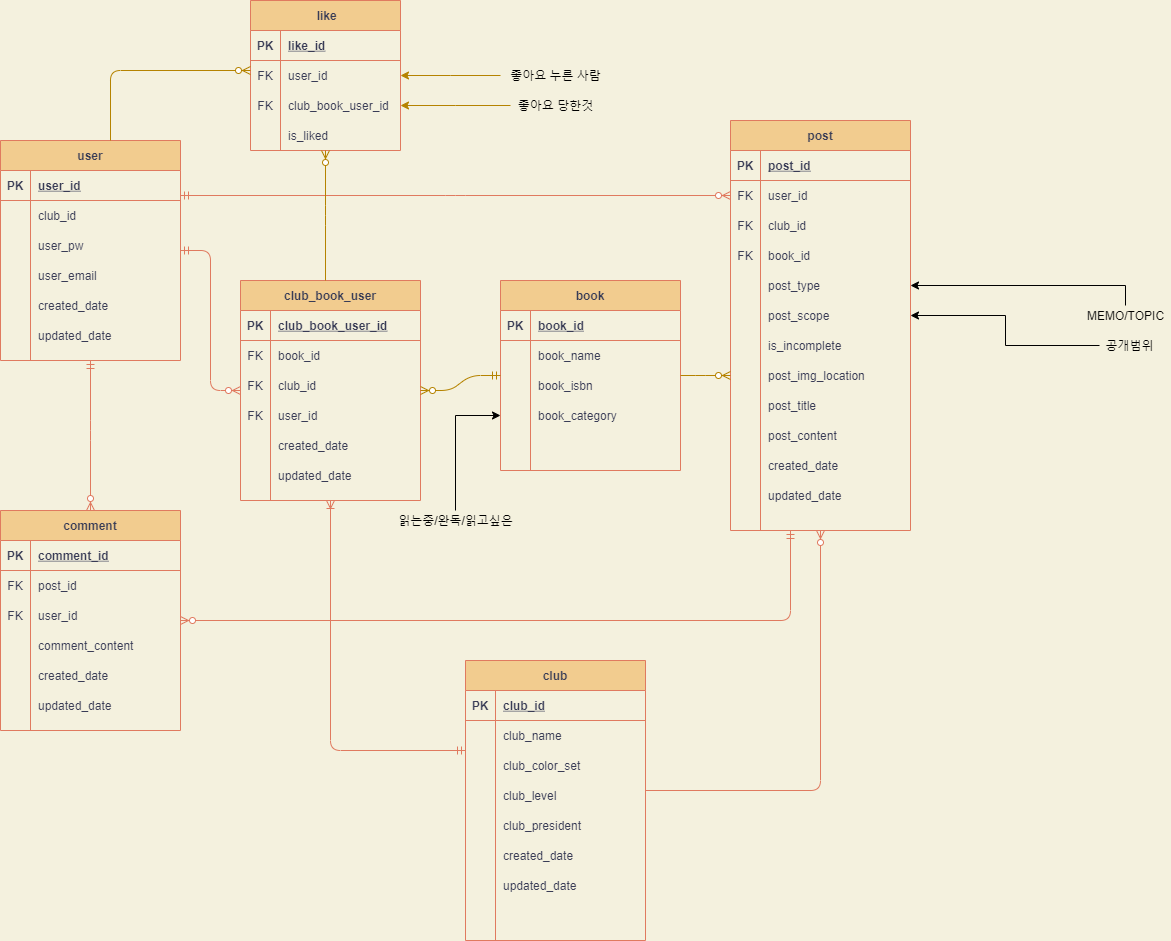 like
PK like_id
FK user_id
좋아요 누른 사람
FK club_book_user_id
좋아요 당한것
is_liked
user
PK user_id
club_id
user_pw
user_email
created_date
updated_date
post
PK post_id
FK user_id
FK club_id
FK book_id
post_type
post_scope
is_incomplete
post_img_location
post_title
post_content
created_date
updated_date
MEMO/TOPIC
공개범위
club_book_user
PK club_book_user_id
FK book_id
FK club_id
FK user_id
created_date
updated_date
book
PK book_id
book_name
book_isbn
book_category
읽는중/완독/읽고싶은
comment
PK comment_id
FK post_id
FK user_id
comment_content
created_date
updated_date
club
PK club_id
club_name
club_color_set
club_level
club_president
created_date
updated_date